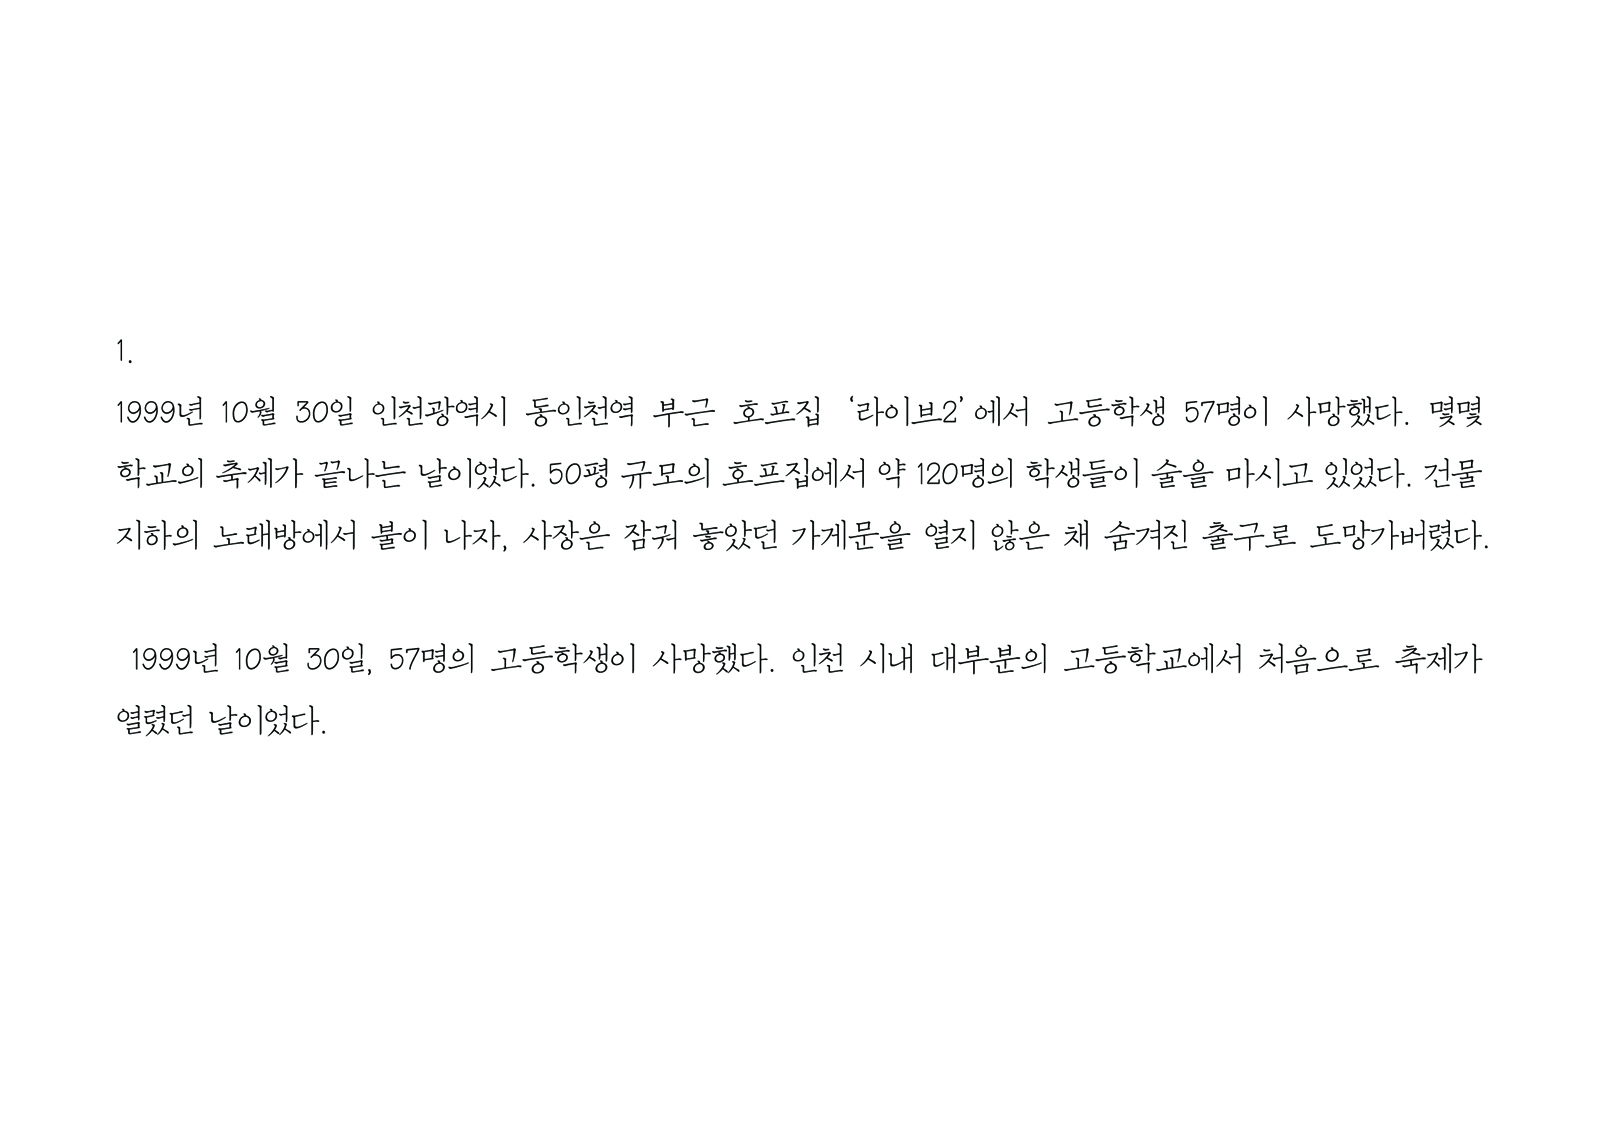 1.
1999년 10월 30일 인천광역시 동인천역 부근 호프집 ‘라이브2’에서 고등학생 57명이 사망했다. 몇몇
학교의 축제가 끝나는 날이었다. 50평 규모의 호프집에서 약 120명의 학생들이 술을 마시고 있었다. 건물
지하의 노래방에서 불이 나자, 사장은 잠궈 놓았던 가게문을 열지 않은 채 숨겨진 출구로 도망가버렸다.
1999년 10월 30일, 57명의 고등학생이 사망했다. 인천 시내 대부분의 고등학교에서 처음으로 축제가
열렸던 날이었다.